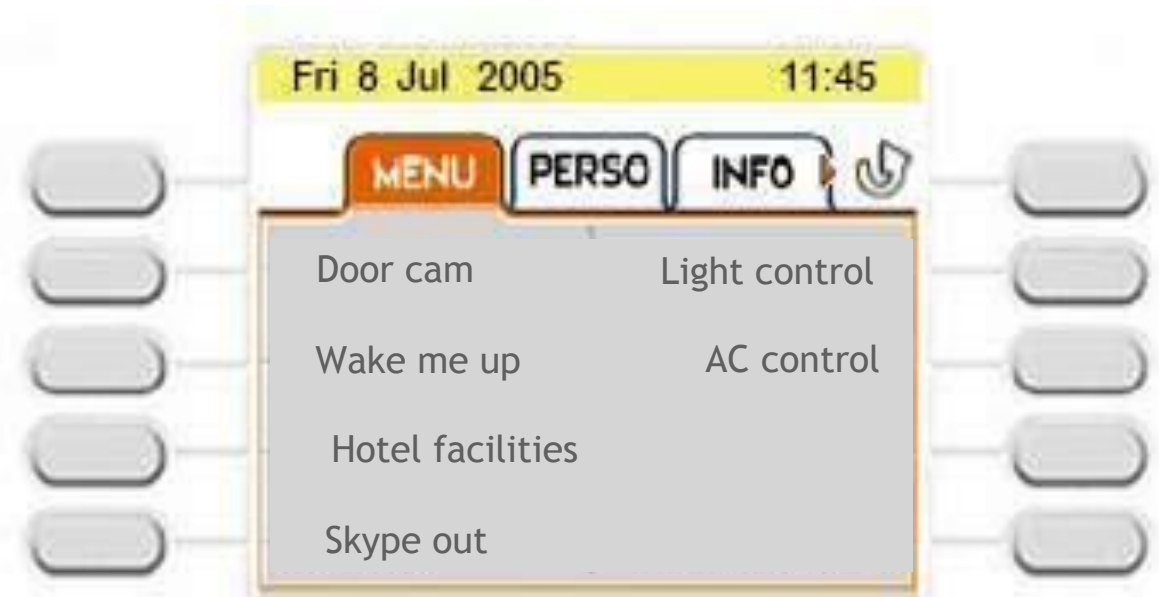 Fri 8 Jul 2005 11:45
MENU PERSO INFO
Door cam Light control
Wake me up AC control
Hotel facilities
Skype out